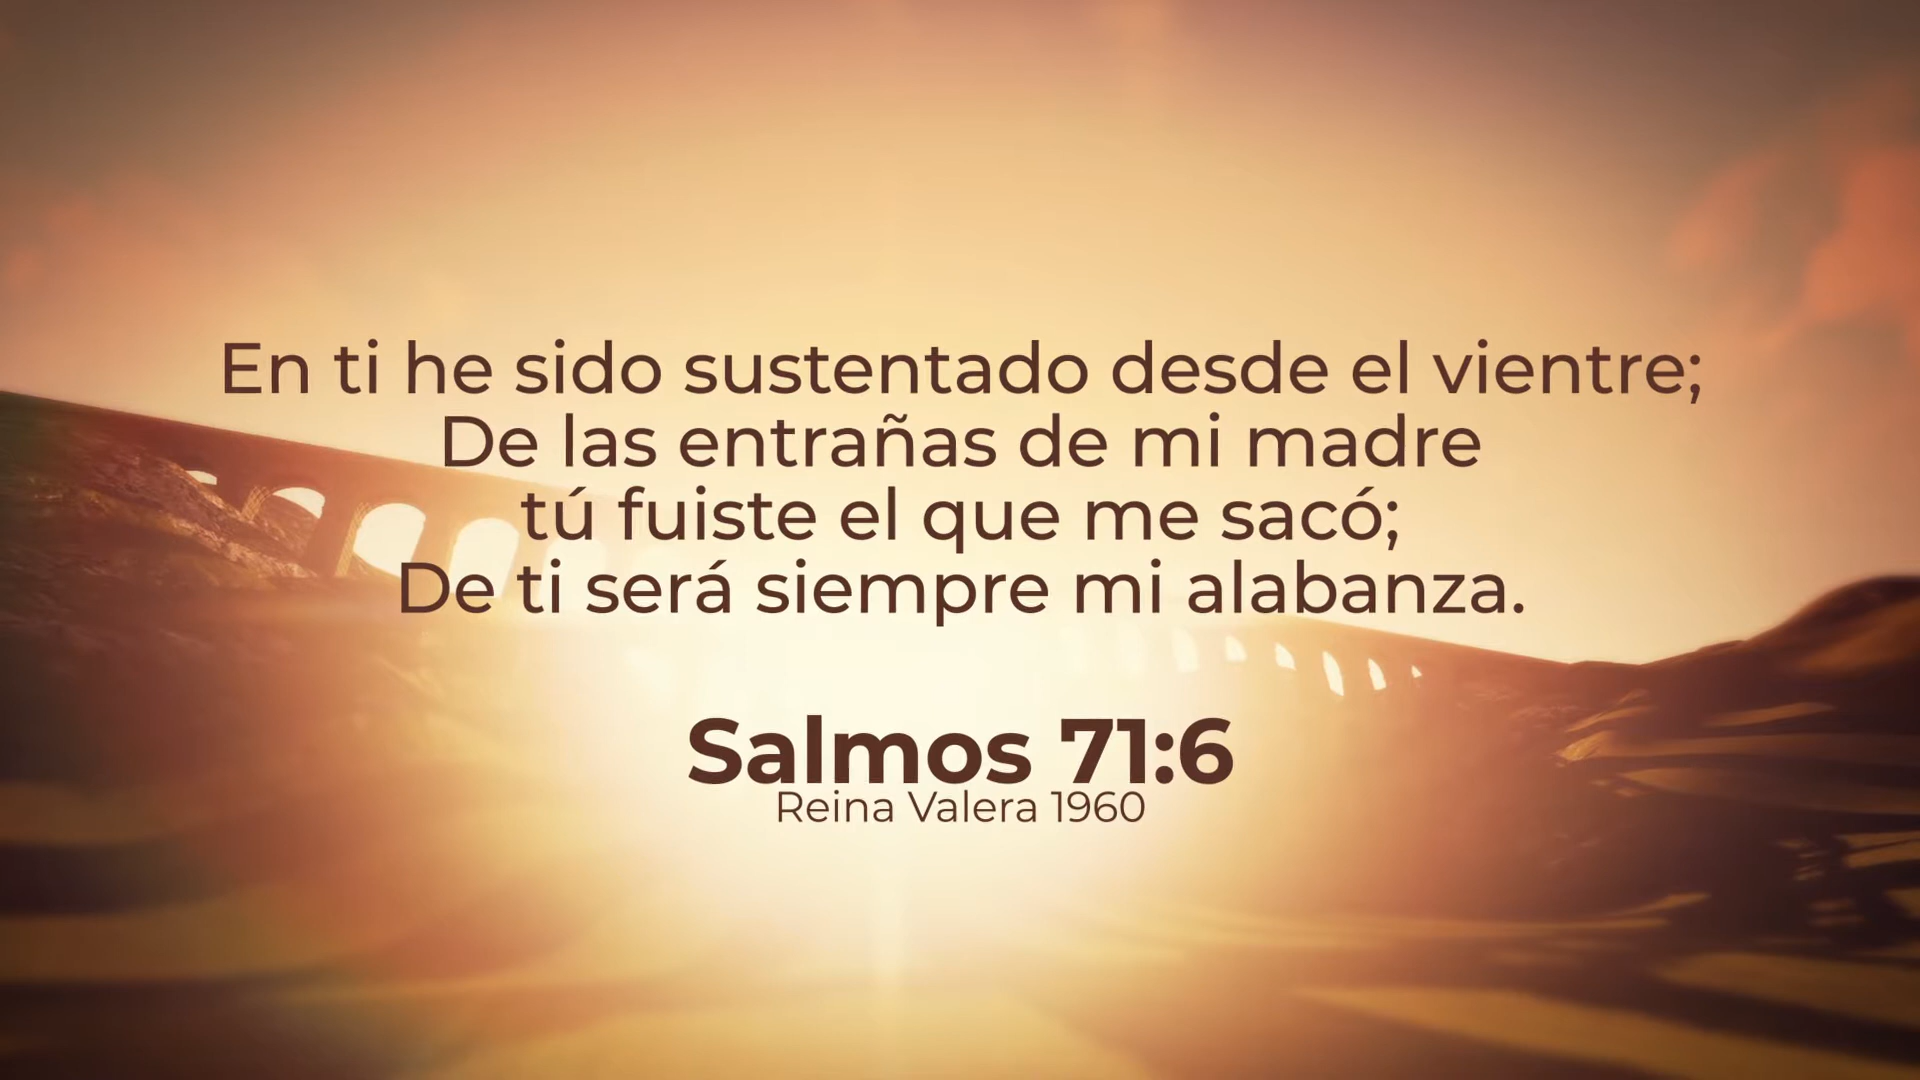 En ti he sido sustentado desde el vientre;
De las entrañas de mi madre
tú fuiste el que me sacó;
De ti será siempre mi alabanza.
Salmos 71:6
Reina Valera 1960